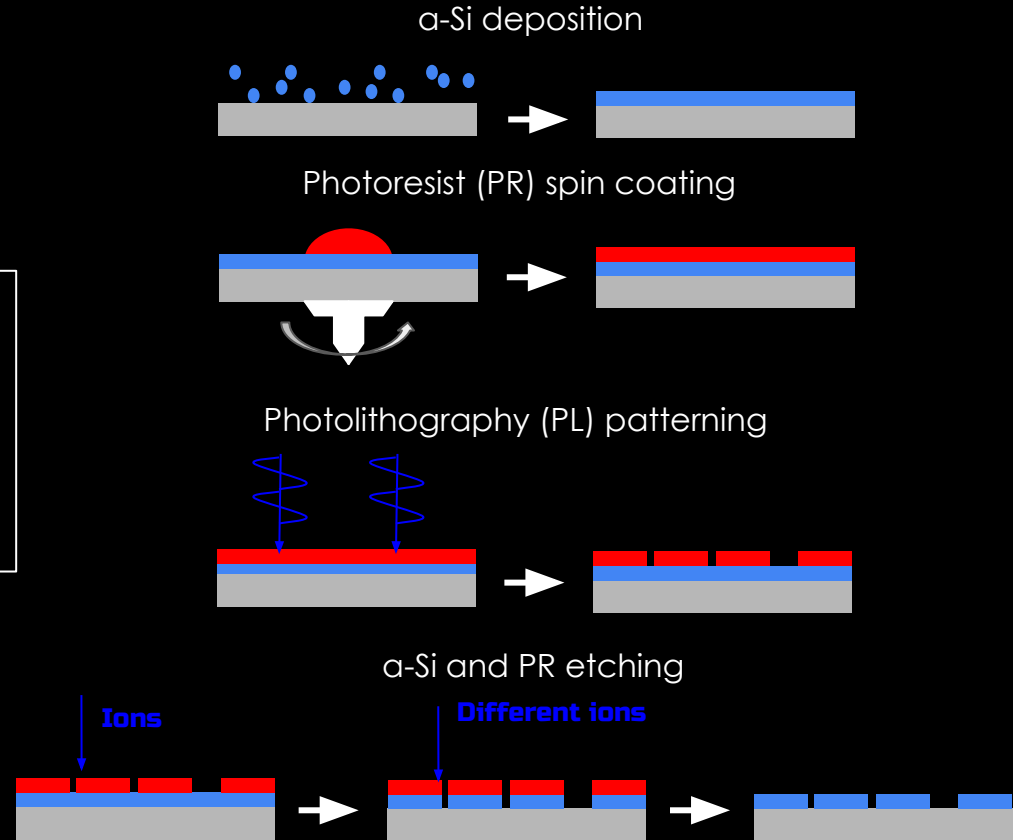 a-Si deposition
Photoresist (PR) spin coating
Photolithography (PL) patterning
a-Si and PR etching
Ions
Different ions